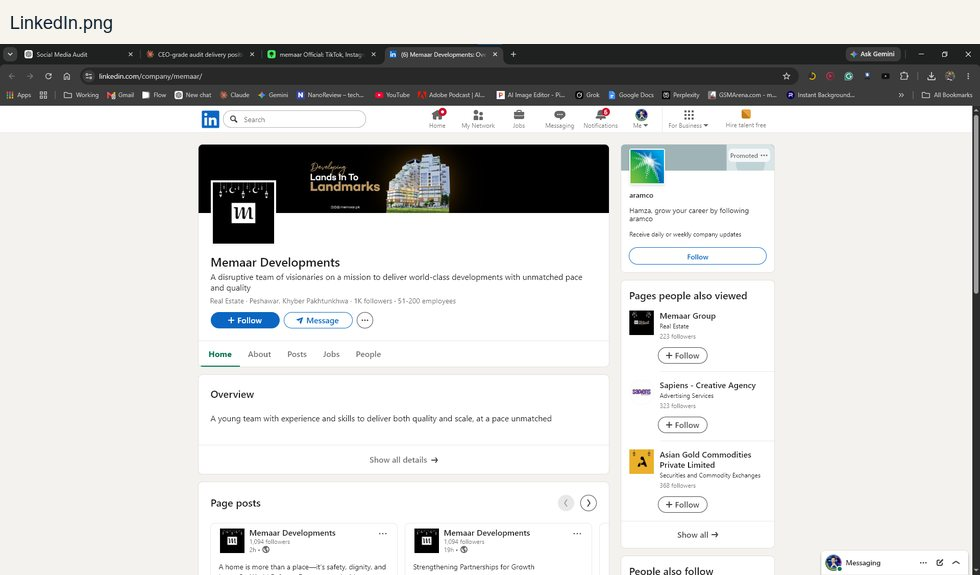 LinkedIn.png
Social Media Audit
CEO-grade audit delivery posit
memaar Official: TikTok, Instag
(6) Memaar Developments: Ove
Ask Gemini
linkedin.com/company/memaar/
Apps
Working
Gmail
Flow
New chat
Claude
Gemini
NanoReview – tech...
YouTube
Adobe Podcast | AI...
AI Image Editor - Pi...
Grok
Google Docs
Perplexity
GSMArena.com - m...
Instant Background...
All Bookmarks
Search
Home
My Network
Jobs
Messaging
Notifications
Me
For Business
Hire talent free
Developing
Lands In To
Landmarks
m
Memaar Developments
A disruptive team of visionaries on a mission to deliver world-class developments with unmatched pace
and quality
Real Estate · Peshawar, Khyber Pakhtunkhwa · 1K followers · 51-200 employees
+ Follow
Message
Home
About
Posts
Jobs
People
Overview
A young team with experience and skills to deliver both quality and scale, at a pace unmatched
Show all details →
Page posts
Memaar Developments
1,094 followers
2h •
A home is more than a place—it's safety, dignity, and
Memaar Developments
1,094 followers
19h •
Strengthening Partnerships for Growth
Promoted
aramco
Hamza, grow your career by following
aramco
Receive daily or weekly company updates
Follow
Pages people also viewed
Memaar Group
Real Estate
223 followers
+ Follow
Sapiens - Creative Agency
Advertising Services
323 followers
+ Follow
Asian Gold Commodities
Private Limited
Securities and Commodity Exchanges
368 followers
+ Follow
Show all →
People also follow
Messaging